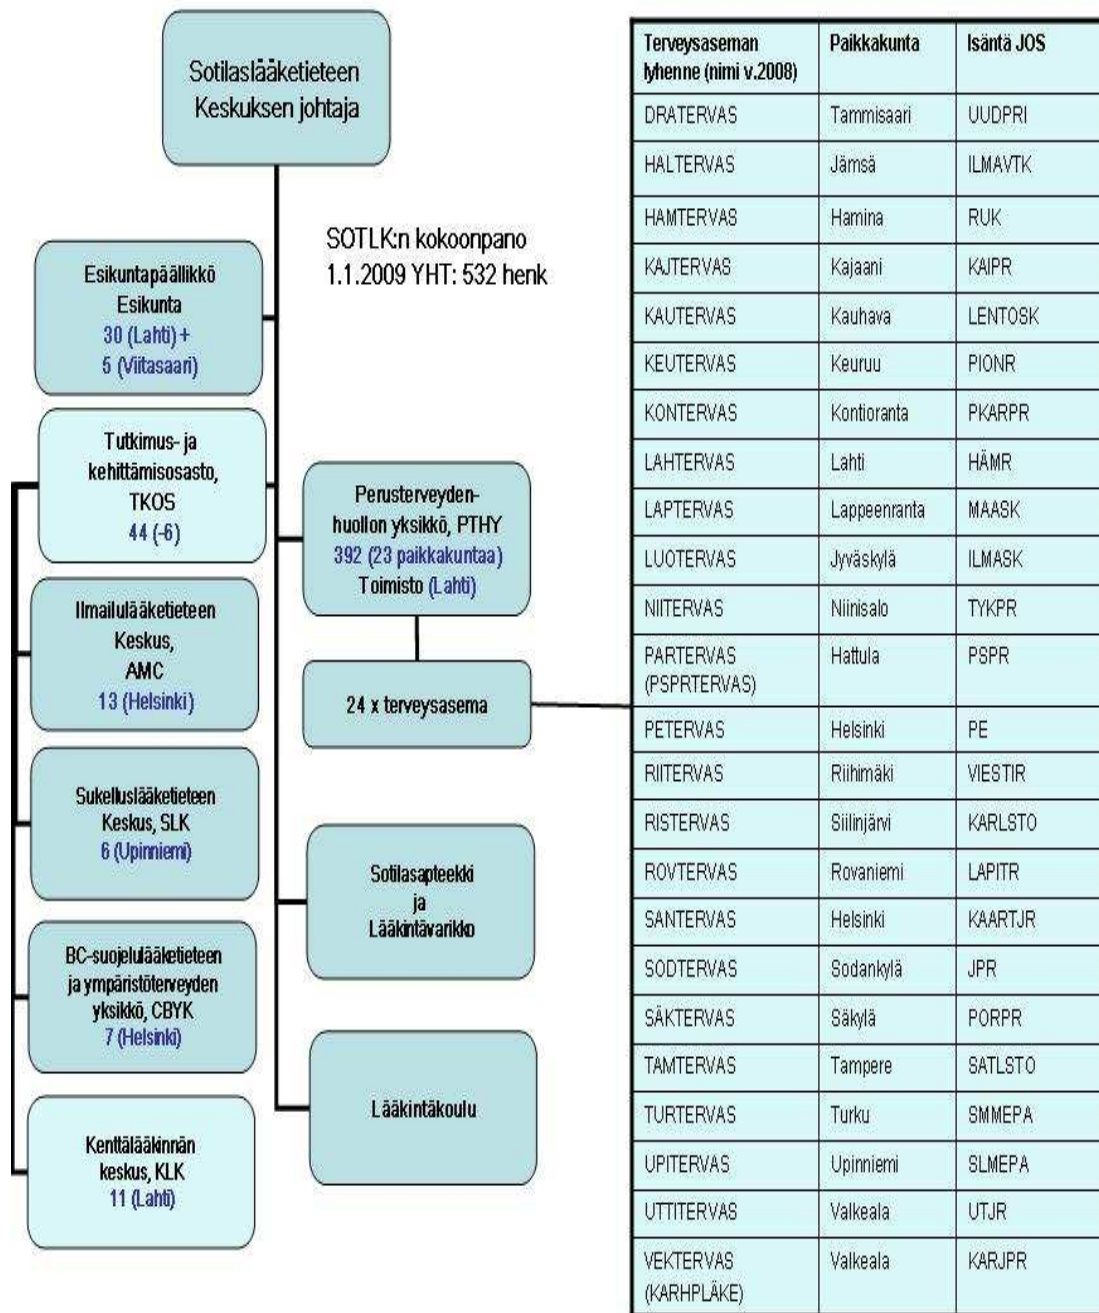 Sotilaslääketieteen
Keskuksen johtaja
SOTLK:n kokoonpano
1.1.2009 YHT: 532 henk
Esikuntapäällikkö
Esikunta
30 (Lahti) +
5 (Viitasaari)
Tutkimus- ja
kehittämisosasto,
TKOS
44 (-6)
Ilmailulääketieteen
Keskus,
AMC
13 (Helsinki)
Sukelluslääketieteen
Keskus, SLK
6 (Upinniemi)
BC-suojelulääketieteen
ja ympäristöterveyden
yksikkö, CBYK
7 (Helsinki)
Kenttälääkinnän
keskus, KLK
11 (Lahti)
Perusterveyden-
huollon yksikkö, PTHY
392 (23 paikkakuntaa)
Toimisto (Lahti)
24 x terveysasema
Sotilasapteekki
ja
Lääkintävarikko
Lääkintäkoulu
Terveysaseman Paikkakunta Isäntä JOS
lyhenne (nimi v.2008)
DRATERVAS Tammisaari UUDPRI
HALTERVAS Jämsä ILMAVTK
HAMTERVAS Hamina RUK
KAJTERVAS Kajaani KAIPR
KAUTERVAS Kauhava LENTOSK
KEUTERVAS Keuruu PIONR
KONTERVAS Kontioranta PKARPR
LAHTERVAS Lahti HÄMR
LAPTERVAS Lappeenranta MAASK
LUOTERVAS Jyväskylä ILMASK
NIITERVAS Niinisalo TYKPR
PARTERVAS Hattula PSPR
(PSPRTERVAS)
PETERVAS Helsinki PE
RIITERVAS Riihimäki VIESTIR
RISTERVAS Siilinjärvi KARLSTO
ROVTERVAS Rovaniemi LAPITR
SANTERVAS Helsinki KAARTJR
SODTERVAS Sodankylä JPR
SÄKTERVAS Säkylä PORPR
TAMTERVAS Tampere SATLSTO
TURTERVAS Turku SMMEPA
UPITERVAS Upinniemi SLMEPA
UTTITERVAS Valkeala UTJR
VEKTERVAS Valkeala KARJPR
(KARHPLÄKE)